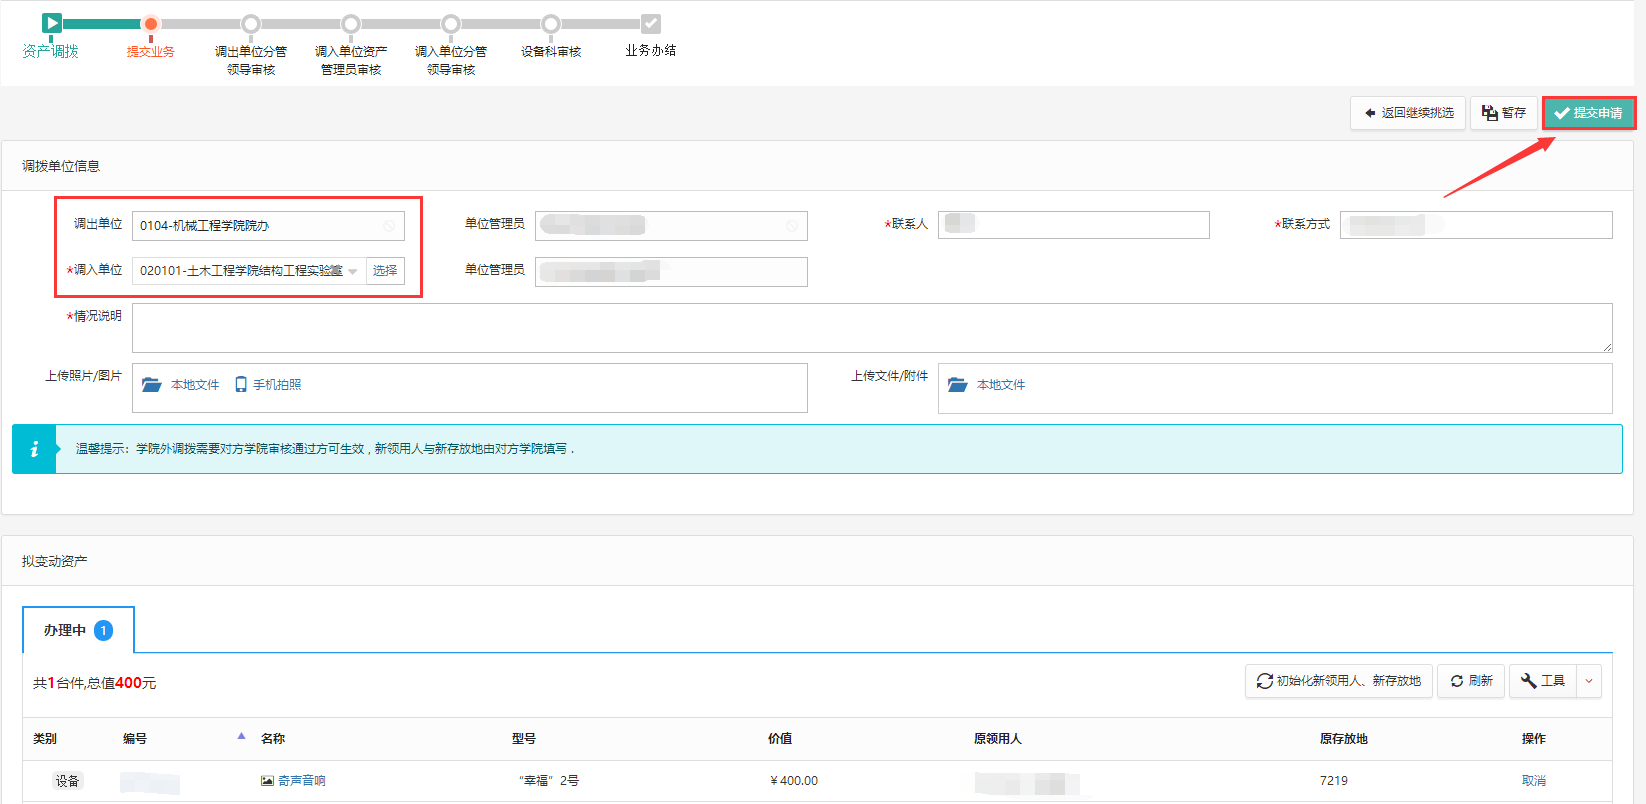 资产调拨
提交业务
调出单位分管
领导审核
调入单位资产
管理员审核
调入单位分管
领导审核
设备科审核
业务办结
返回继续挑选
暂存
提交申请
调拨单位信息
调出单位
0104-机械工程学院院办
单位管理员
*联系人
*联系方式
*调入单位
020101-土木工程学院结构工程实验室
选择
单位管理员
*情况说明
上传照片/图片
本地文件
手机拍照
上传文件/附件
本地文件
温馨提示：学院外调拨需要对方学院审核通过方可生效，新领用人与新存放地由对方学院填写．
拟变动资产
办理中 1
共1台件,总值400元
初始化新领用人、新存放地
刷新
工具
类别 编号 名称 型号 价值 原领用人 原存放地 操作
设备 奇声音响 “幸福”2号 ￥400.00 7219 取消